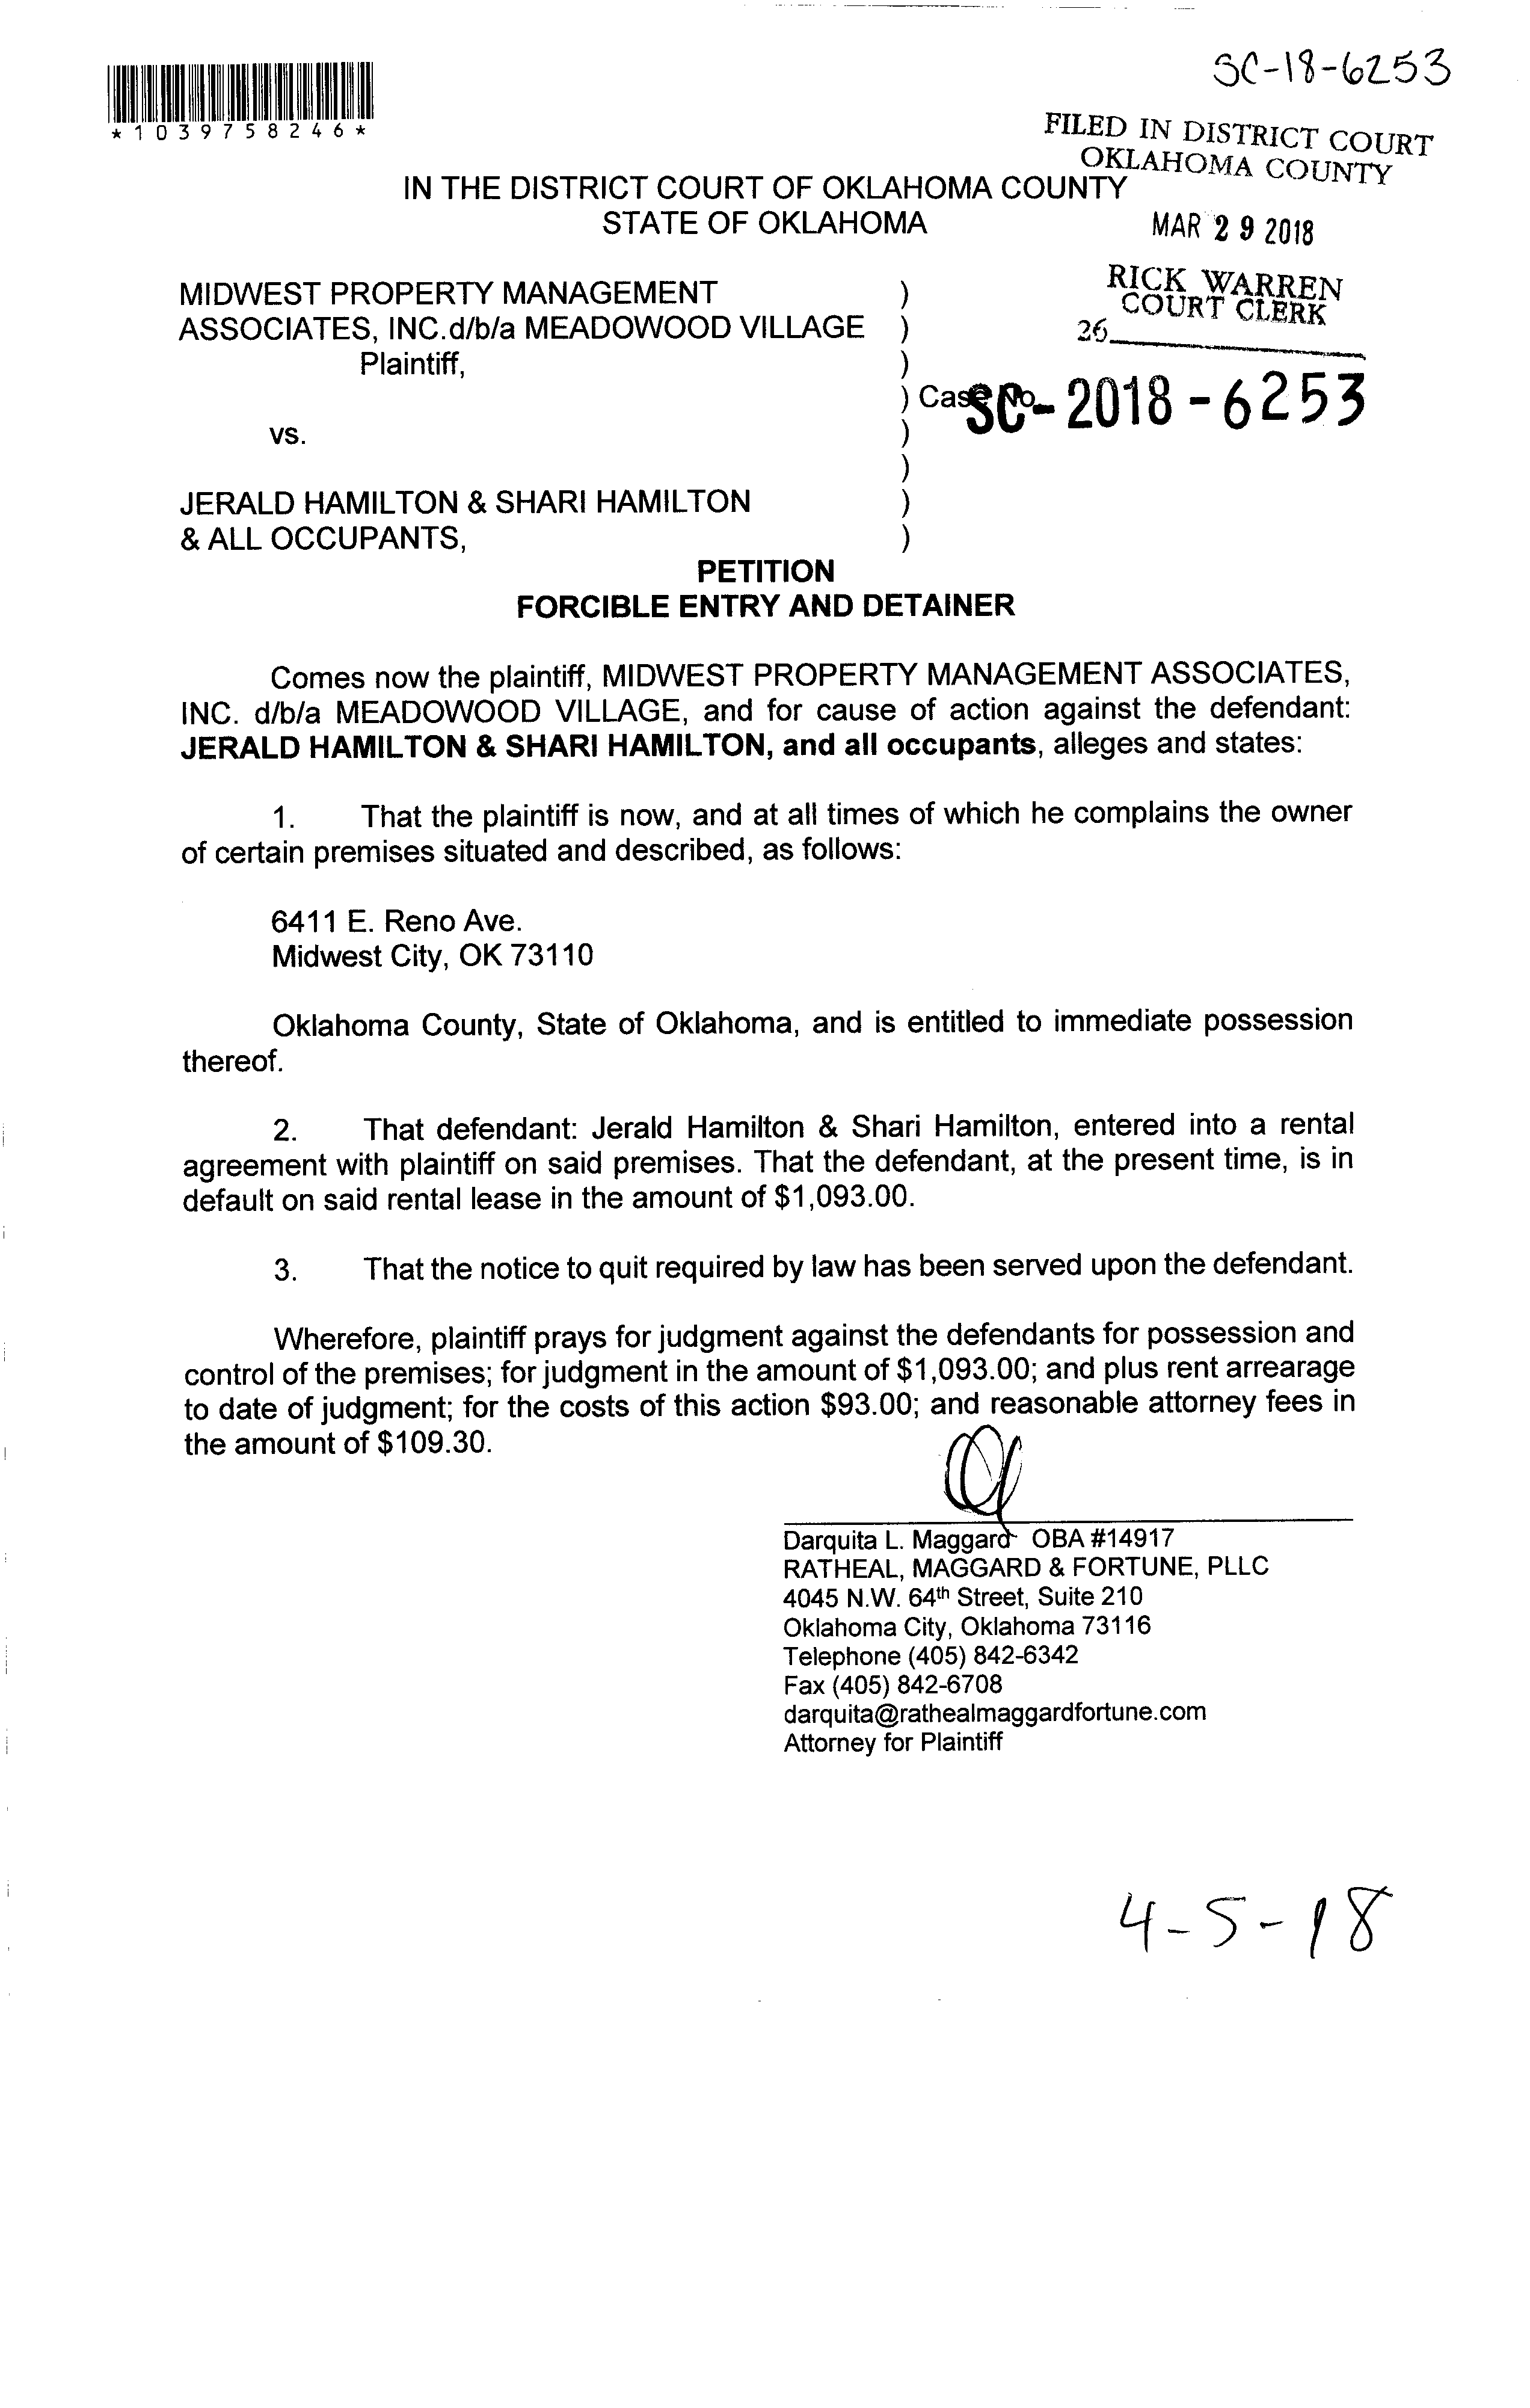 SC-18-6253
*1039758246*
FILED IN DISTRICT COURT
OKLAHOMA COUNTY
IN THE DISTRICT COURT OF OKLAHOMA COUNTY
STATE OF OKLAHOMA
MAR 29 2018
RICK WARREN
COURT CLERK
26
MIDWEST PROPERTY MANAGEMENT )
ASSOCIATES, INC.d/b/a MEADOWOOD VILLAGE )
Plaintiff, )
) Case No. SC-2018-6253
vs. )
)
JERALD HAMILTON & SHARI HAMILTON )
& ALL OCCUPANTS, )
PETITION
FORCIBLE ENTRY AND DETAINER
Comes now the plaintiff, MIDWEST PROPERTY MANAGEMENT ASSOCIATES,
INC. d/b/a MEADOWOOD VILLAGE, and for cause of action against the defendant:
JERALD HAMILTON & SHARI HAMILTON, and all occupants, alleges and states:
1. That the plaintiff is now, and at all times of which he complains the owner
of certain premises situated and described, as follows:
6411 E. Reno Ave.
Midwest City, OK 73110
Oklahoma County, State of Oklahoma, and is entitled to immediate possession
thereof.
2. That defendant: Jerald Hamilton & Shari Hamilton, entered into a rental
agreement with plaintiff on said premises. That the defendant, at the present time, is in
default on said rental lease in the amount of $1,093.00.
3. That the notice to quit required by law has been served upon the defendant.
Wherefore, plaintiff prays for judgment against the defendants for possession and
control of the premises; for judgment in the amount of $1,093.00; and plus rent arrearage
to date of judgment; for the costs of this action $93.00; and reasonable attorney fees in
the amount of $109.30.
Darquita L. Maggard OBA #14917
RATHEAL, MAGGARD & FORTUNE, PLLC
4045 N.W. 64th Street, Suite 210
Oklahoma City, Oklahoma 73116
Telephone (405) 842-6342
Fax (405) 842-6708
darquita@rathealmaggardfortune.com
Attorney for Plaintiff
4-5-18